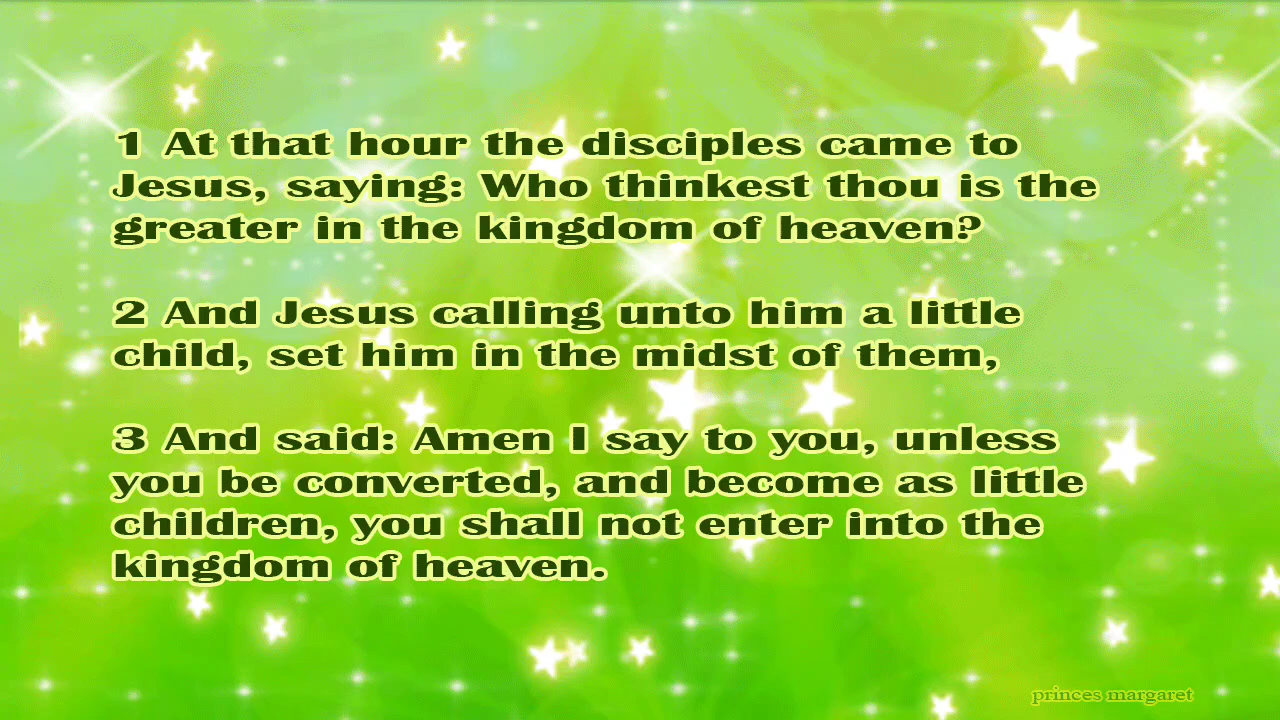 1 At that hour the disciples came to
Jesus, saying: Who thinkest thou is the
greater in the kingdom of heaven?
2 And Jesus calling unto him a little
child, set him in the midst of them,
3 And said: Amen I say to you, unless
you be converted, and become as little
children, you shall not enter into the
kingdom of heaven.
princes margaret